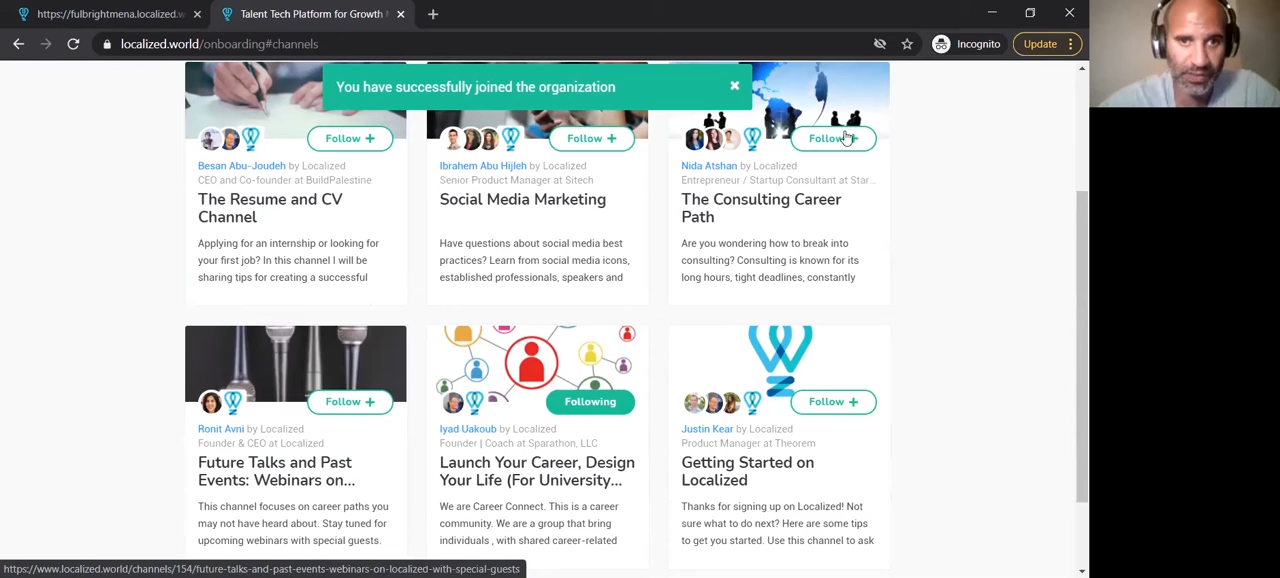 https://fulbrightmena.localized.w
Talent Tech Platform for Growth
localized.world/onboarding#channels
Incognito
Update
You have successfully joined the organization
Follow +
Follow +
Follow +
Besan Abu-Joudeh by Localized
CEO and Co-founder at BuildPalestine
The Resume and CV
Channel
Applying for an internship or looking for
your first job? In this channel I will be
sharing tips for creating a successful
Ibrahem Abu Hijleh by Localized
Senior Product Manager at Sitech
Social Media Marketing
Have questions about social media best
practices? Learn from social media icons,
established professionals, speakers and
Nida Atshan by Localized
Entrepreneur / Startup Consultant at Star...
The Consulting Career
Path
Are you wondering how to break into
consulting? Consulting is known for its
long hours, tight deadlines, constantly
Follow +
Following
Follow +
Ronit Avni by Localized
Founder & CEO at Localized
Future Talks and Past
Events: Webinars on...
This channel focuses on career paths you
may not have heard about. Stay tuned for
upcoming webinars with special guests.
Iyad Uakoub by Localized
Founder | Coach at Sparathon, LLC
Launch Your Career, Design
Your Life (For University...
We are Career Connect. This is a career
community. We are a group that bring
individuals , with shared career-related
Justin Kear by Localized
Product Manager at Theorem
Getting Started on
Localized
Thanks for signing up on Localized! Not
sure what to do next? Here are some tips
to get you started. Use this channel to ask
https://www.localized.world/channels/154/future-talks-and-past-events-webinars-on-localized-with-special-guests